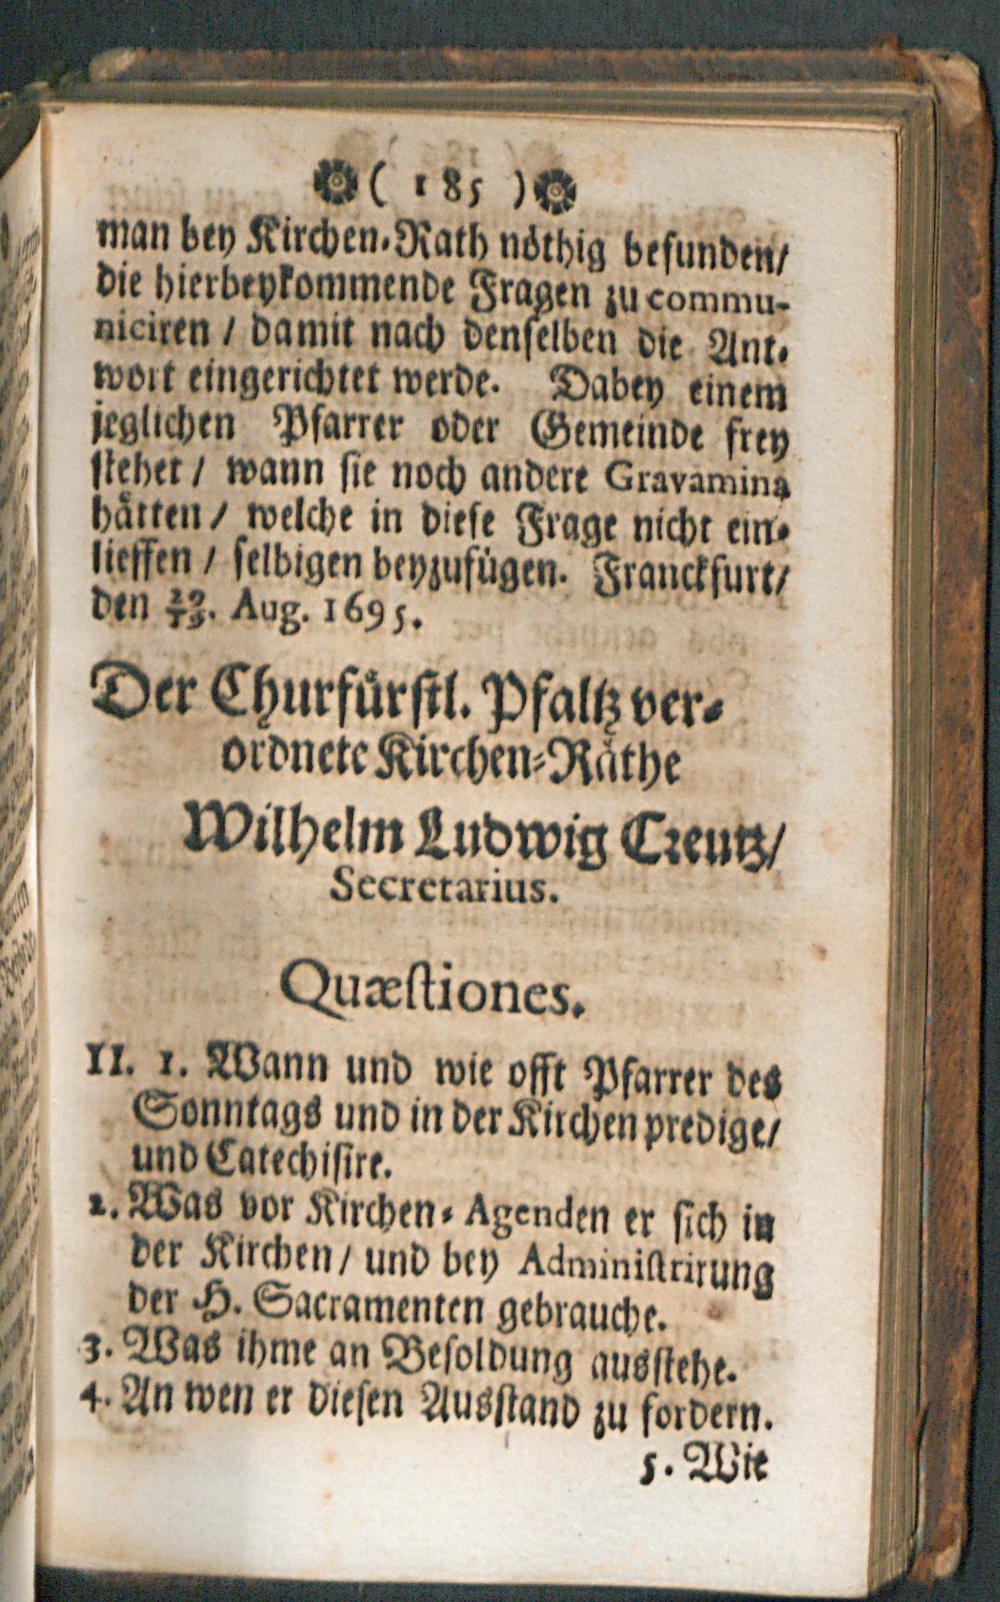 ( 185 )
man bey Kirchen-Rath nöthig befunden/
die hierbeykommende Fragen zu commu-
niciren / damit nach denselben die Ant-
wort eingerichtet werde. Dabey einem
jeglichen Pfarrer oder Gemeinde frey
stehet / wann sie noch andere Gravamina
hätten / welche in diese Frage nicht ein-
lieffen / selbigen beyzufügen. Franckfurt/
den Aug. 1695.
Der Churfürstl. Pfaltz ver-
ordnete Kirchen-Räthe
Wilhelm Ludwig Creutz/
Secretarius.
Quæstiones.
II. 1. Wann und wie offt Pfarrer des
Sonntags und in der Kirchen predige/
und Catechisire.
2. Was vor Kirchen-Agenden er sich in
der Kirchen / und bey Administrirung
der H. Sacramenten gebrauche.
3. Was ihme an Besoldung ausstehe.
4. An wen er diesen Ausstand zu fordern.
5. Wie